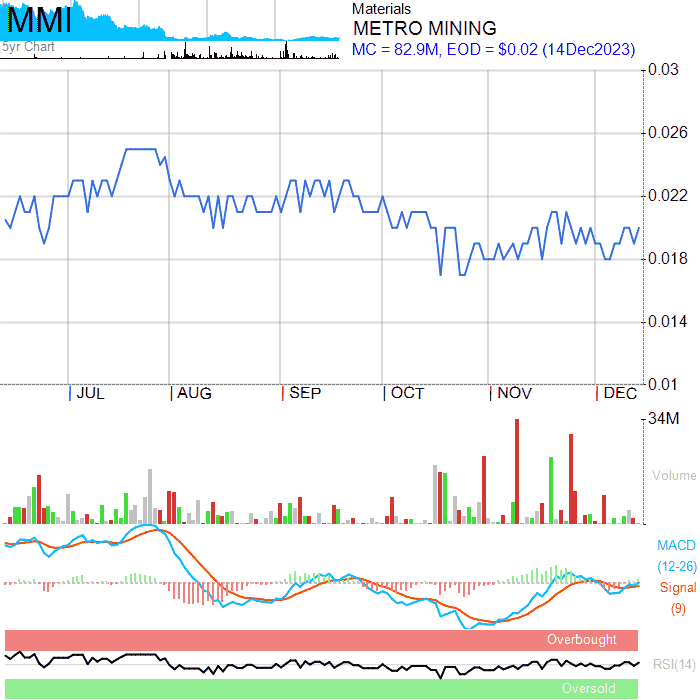 MMI
5yr Chart
Materials
METRO MINING
MC = 82.9M, EOD = $0.02 (14Dec2023)
0.03
0.026
0.022
0.018
0.014
0.01
JUL AUG SEP OCT NOV DEC
34M
Volume
MACD
(12-26)
Signal
(9)
Overbought
RSI(14)
Oversold